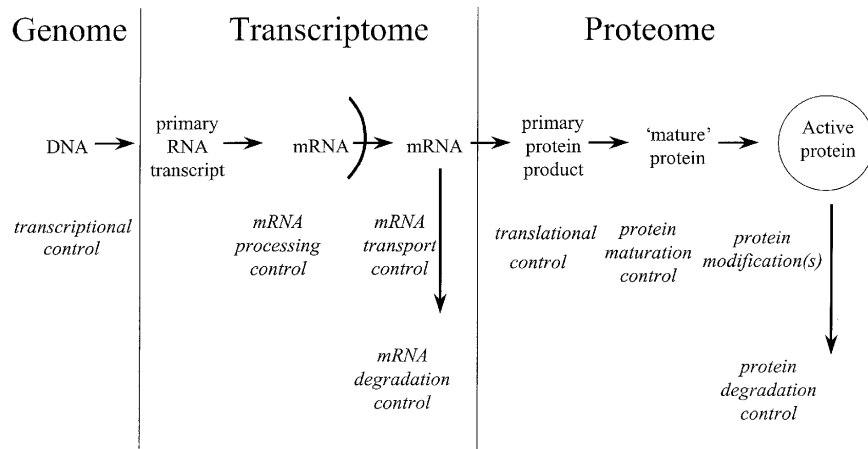 Genome
Transcriptome
Proteome
DNA
primary
RNA
transcript
mRNA
mRNA
primary
protein
product
‘mature’
protein
Active
protein
transcriptional
control
mRNA
processing
control
mRNA
transport
control
translational
control
protein
maturation
control
protein
modification(s)
mRNA
degradation
control
protein
degradation
control